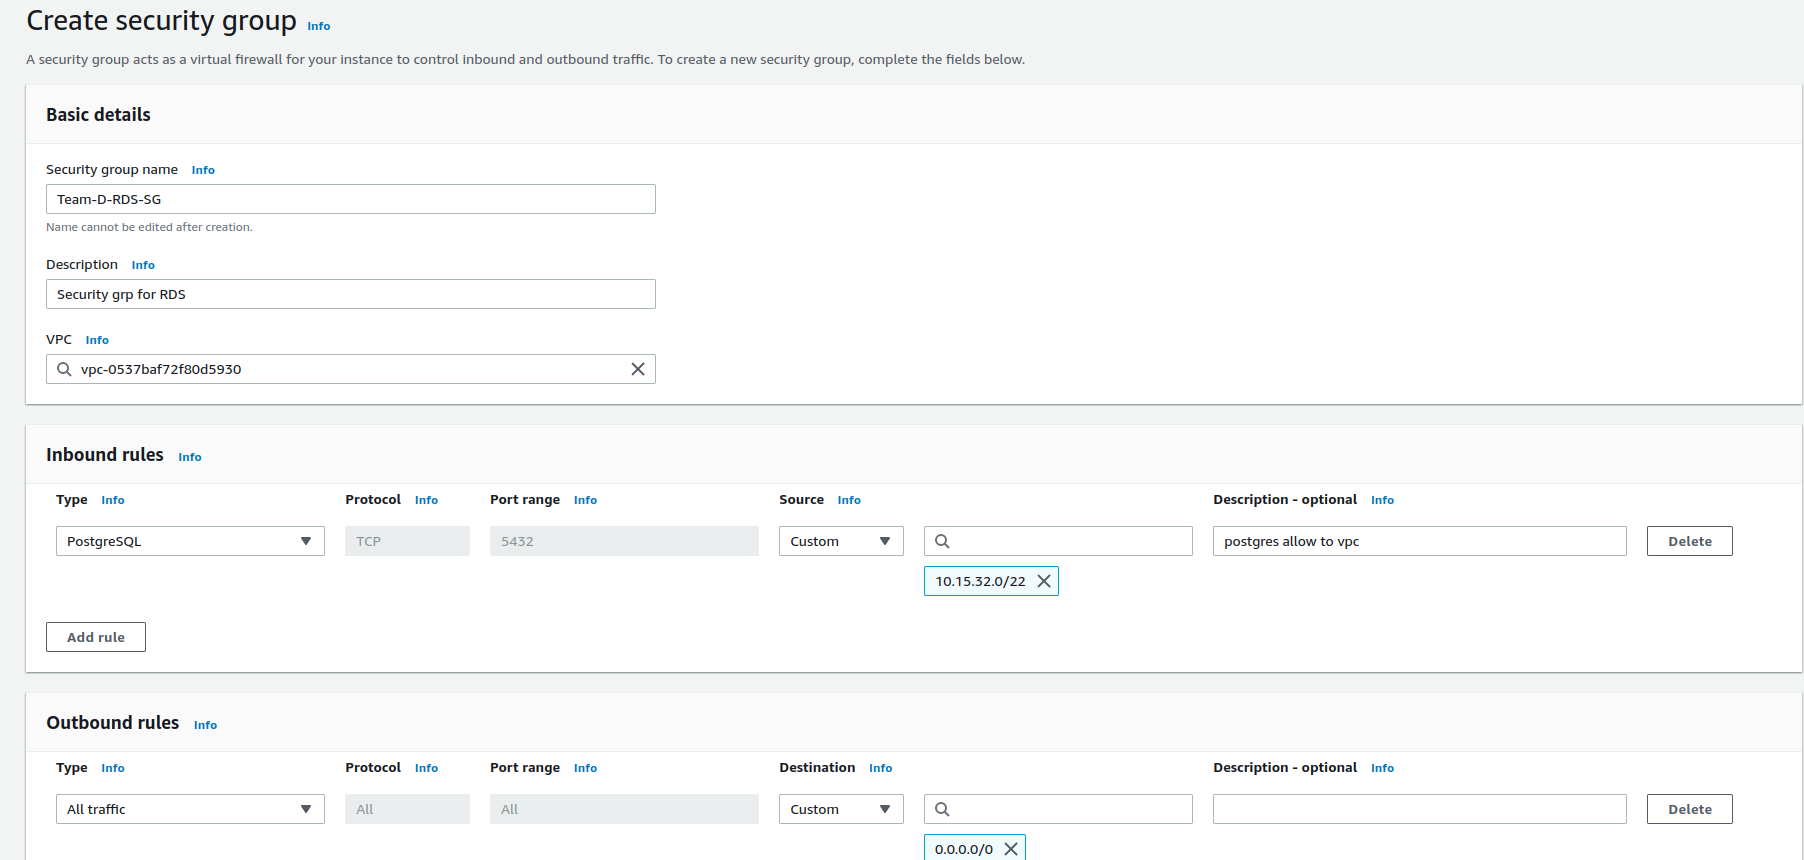 Create security group Info
A security group acts as a virtual firewall for your instance to control inbound and outbound traffic. To create a new security group, complete the fields below.
Basic details
Security group name Info
Team-D-RDS-SG
Name cannot be edited after creation.
Description Info
Security grp for RDS
VPC Info
vpc-0537baf72f80d5930
Inbound rules Info
Type Info Protocol Info Port range Info Source Info Description - optional Info
PostgreSQL TCP 5432 Custom postgres allow to vpc Delete
10.15.32.0/22
Add rule
Outbound rules Info
Type Info Protocol Info Port range Info Destination Info Description - optional Info
All traffic All All Custom Delete
0.0.0.0/0